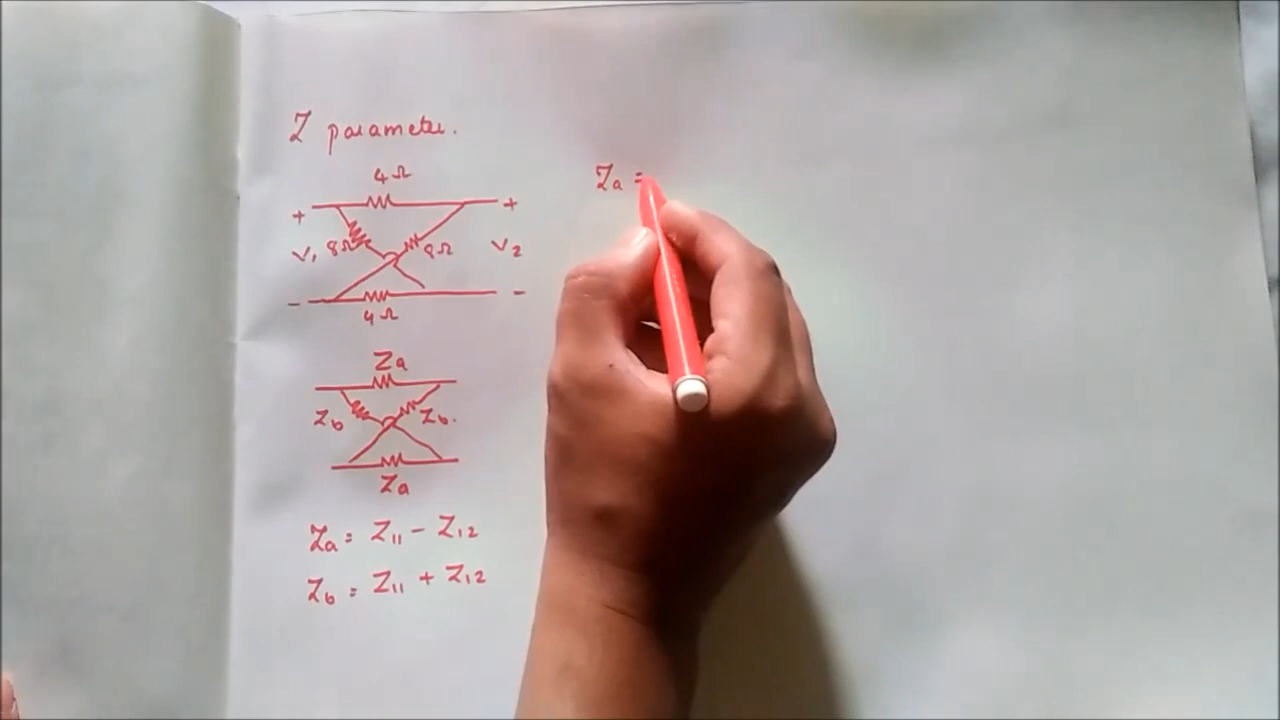 Z parameter.
4Ω
+ +
V1 8Ω 8Ω V2
- -
4Ω
Za
Zb Zb.
Za
Za = Z11 - Z12
Zb = Z11 + Z12
Za =